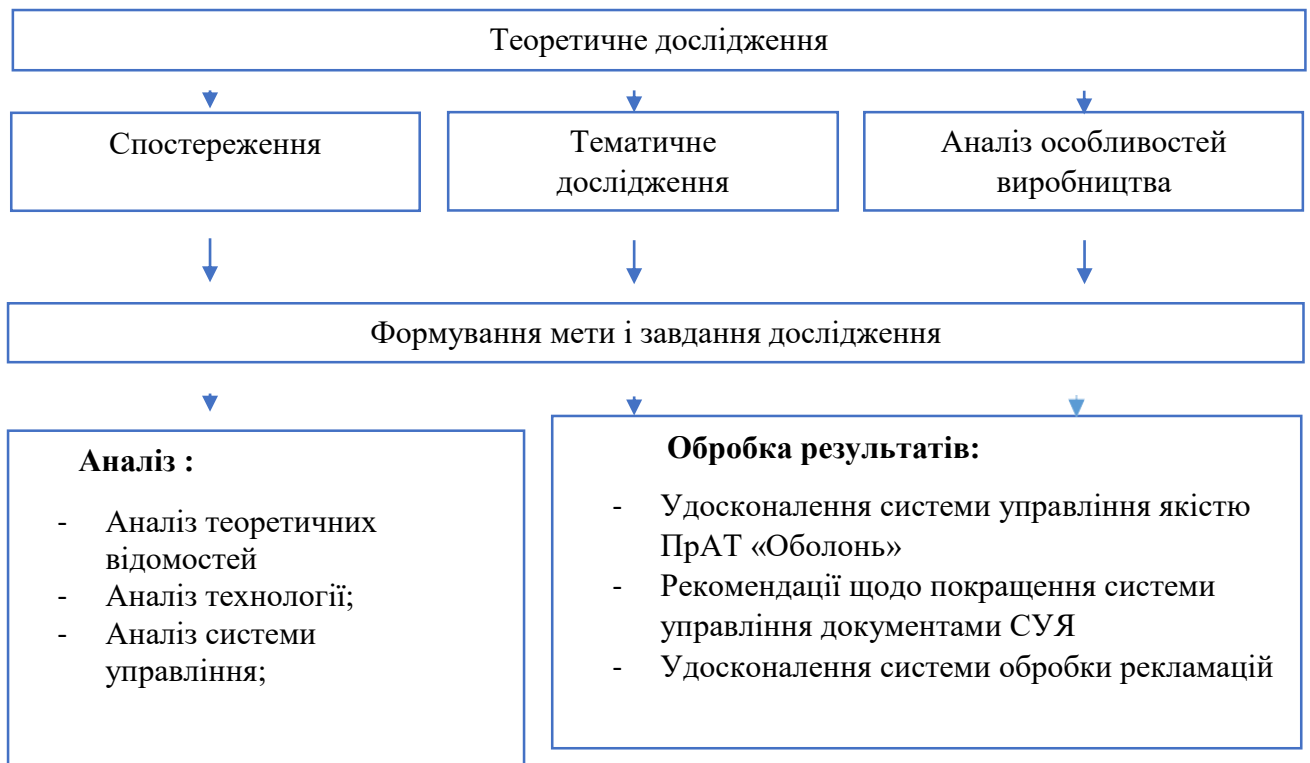 Теоретичне дослідження
Спостереження
Тематичне
дослідження
Аналіз особливостей
виробництва
Формування мети і завдання дослідження
Аналіз :
- Аналіз теоретичних
відомостей
- Аналіз технології;
- Аналіз системи
управління;
Обробка результатів:
- Удосконалення системи управління якістю
ПрАТ «Оболонь»
- Рекомендації щодо покращення системи
управління документами СУЯ
- Удосконалення системи обробки рекламацій